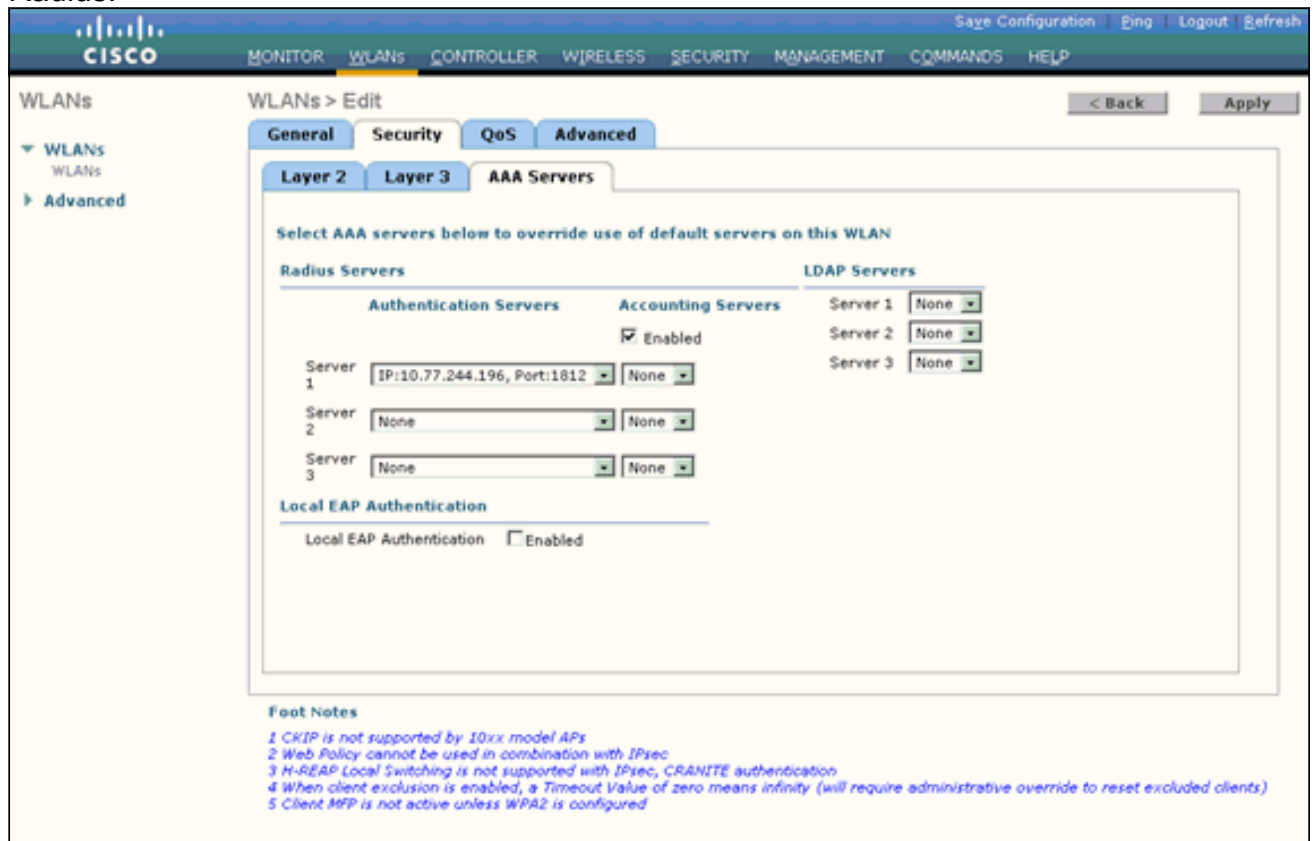 Save Configuration | Ping | Logout | Refresh
CISCO
MONITOR WLANs CONTROLLER WIRELESS SECURITY MANAGEMENT COMMANDS HELP
WLANs
WLANs
WLANs
Advanced
WLANs > Edit
< Back
Apply
General Security QoS Advanced
Layer 2 Layer 3 AAA Servers
Select AAA servers below to override use of default servers on this WLAN
Radius Servers
LDAP Servers
Authentication Servers Accounting Servers
Enabled
Server 1 IP:10.77.244.196, Port:1812 None
Server 2 None None
Server 3 None None
Server 1 None
Server 2 None
Server 3 None
Local EAP Authentication
Local EAP Authentication Enabled
Foot Notes
1 CKIP is not supported by 10xx model APs
2 Web Policy cannot be used in combination with IPsec
3 H-REAP Local Switching is not supported with IPsec, CRANITE authentication
4 When client exclusion is enabled, a Timeout Value of zero means infinity (will require administrative override to reset excluded clients)
5 Client MFP is not active unless WPA2 is configured